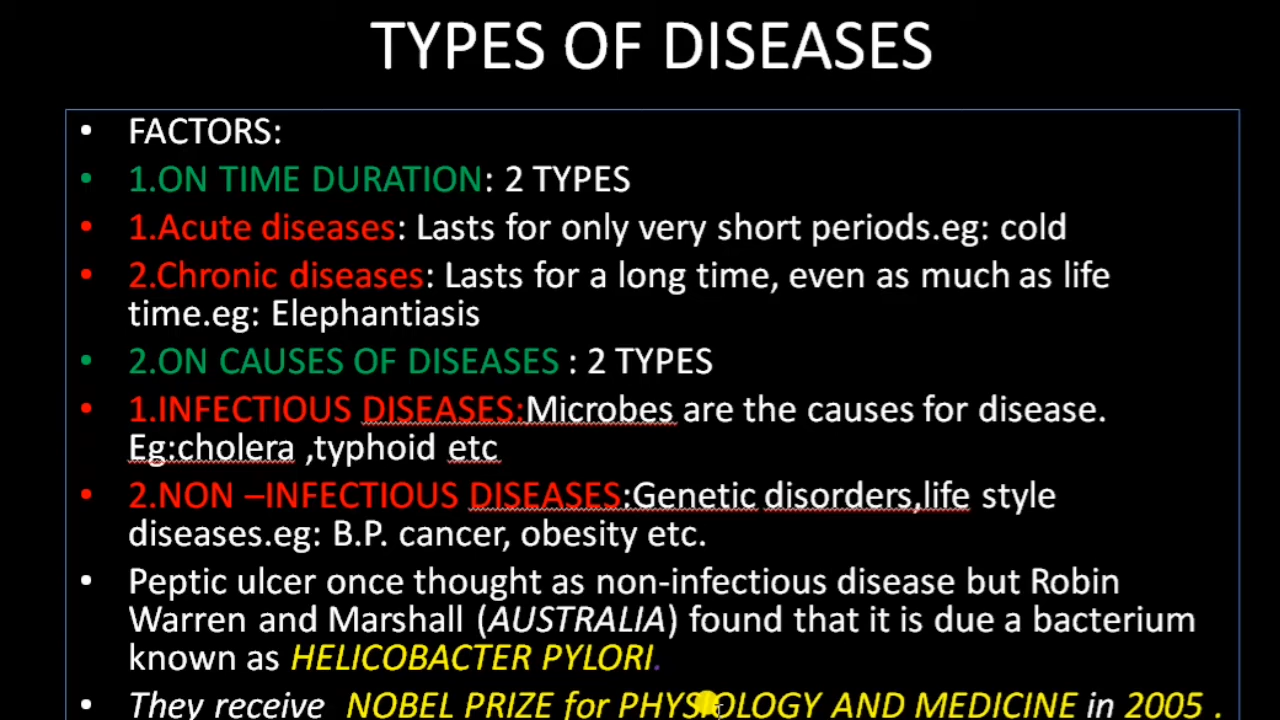 TYPES OF DISEASES
• FACTORS:
• 1.ON TIME DURATION: 2 TYPES
• 1.Acute diseases: Lasts for only very short periods.eg: cold
• 2.Chronic diseases: Lasts for a long time, even as much as life
time.eg: Elephantiasis
• 2.ON CAUSES OF DISEASES : 2 TYPES
• 1.INFECTIOUS DISEASES:Microbes are the causes for disease.
Eg:cholera ,typhoid etc
• 2.NON –INFECTIOUS DISEASES:Genetic disorders,life style
diseases.eg: B.P. cancer, obesity etc.
• Peptic ulcer once thought as non-infectious disease but Robin
Warren and Marshall (AUSTRALIA) found that it is due a bacterium
known as HELICOBACTER PYLORI.
• They receive NOBEL PRIZE for PHYSIOLOGY AND MEDICINE in 2005 .